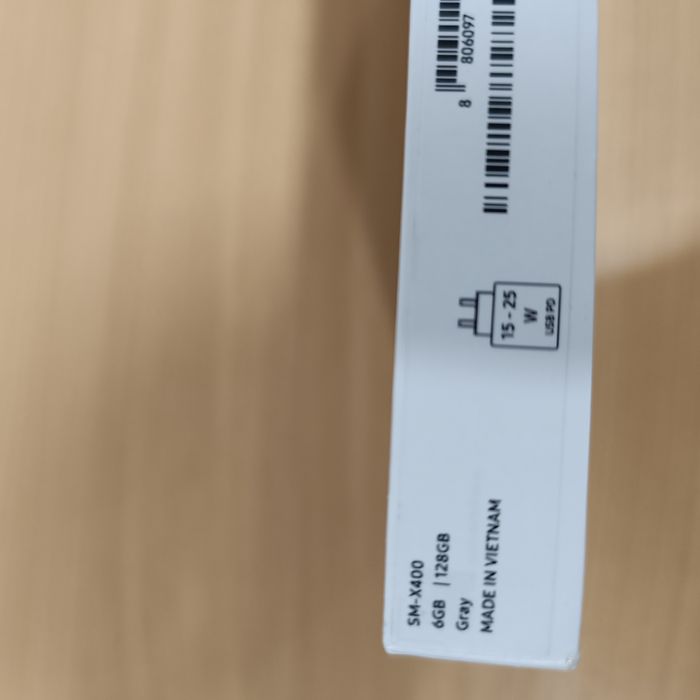 SM-X400
6GB | 128GB
Gray
MADE IN VIETNAM
15 - 25
W
USB PD
8 806097